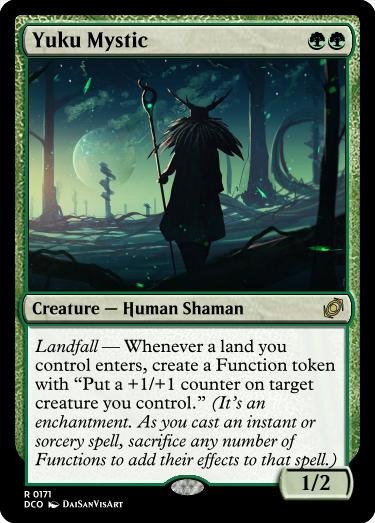 Yuku Mystic
Creature — Human Shaman
Landfall — Whenever a land you
control enters, create a Function token
with “Put a +1/+1 counter on target
creature you control.” (It’s an
enchantment. As you cast an instant or
sorcery spell, sacrifice any number of
Functions to add their effects to that spell.)
1/2
R 0171
DCO DaiSanVisArt